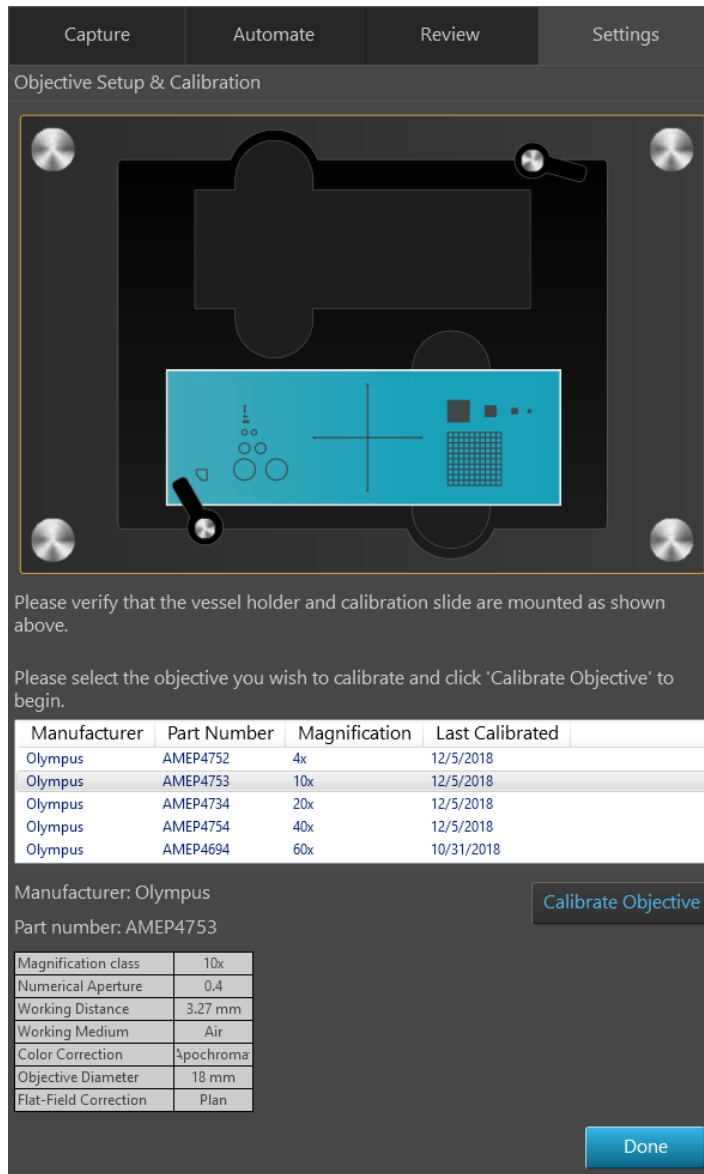 Capture Automate Review Settings
Objective Setup & Calibration
Please verify that the vessel holder and calibration slide are mounted as shown
above.
Please select the objective you wish to calibrate and click 'Calibrate Objective' to
begin.
Manufacturer Part Number Magnification Last Calibrated
Olympus AMEP4752 4x 12/5/2018
Olympus AMEP4753 10x 12/5/2018
Olympus AMEP4734 20x 12/5/2018
Olympus AMEP4754 40x 12/5/2018
Olympus AMEP4694 60x 10/31/2018
Manufacturer: Olympus
Calibrate Objective
Part number: AMEP4753
Magnification class 10x
Numerical Aperture 0.4
Working Distance 3.27 mm
Working Medium Air
Color Correction Apochromat
Objective Diameter 18 mm
Flat-Field Correction Plan
Done